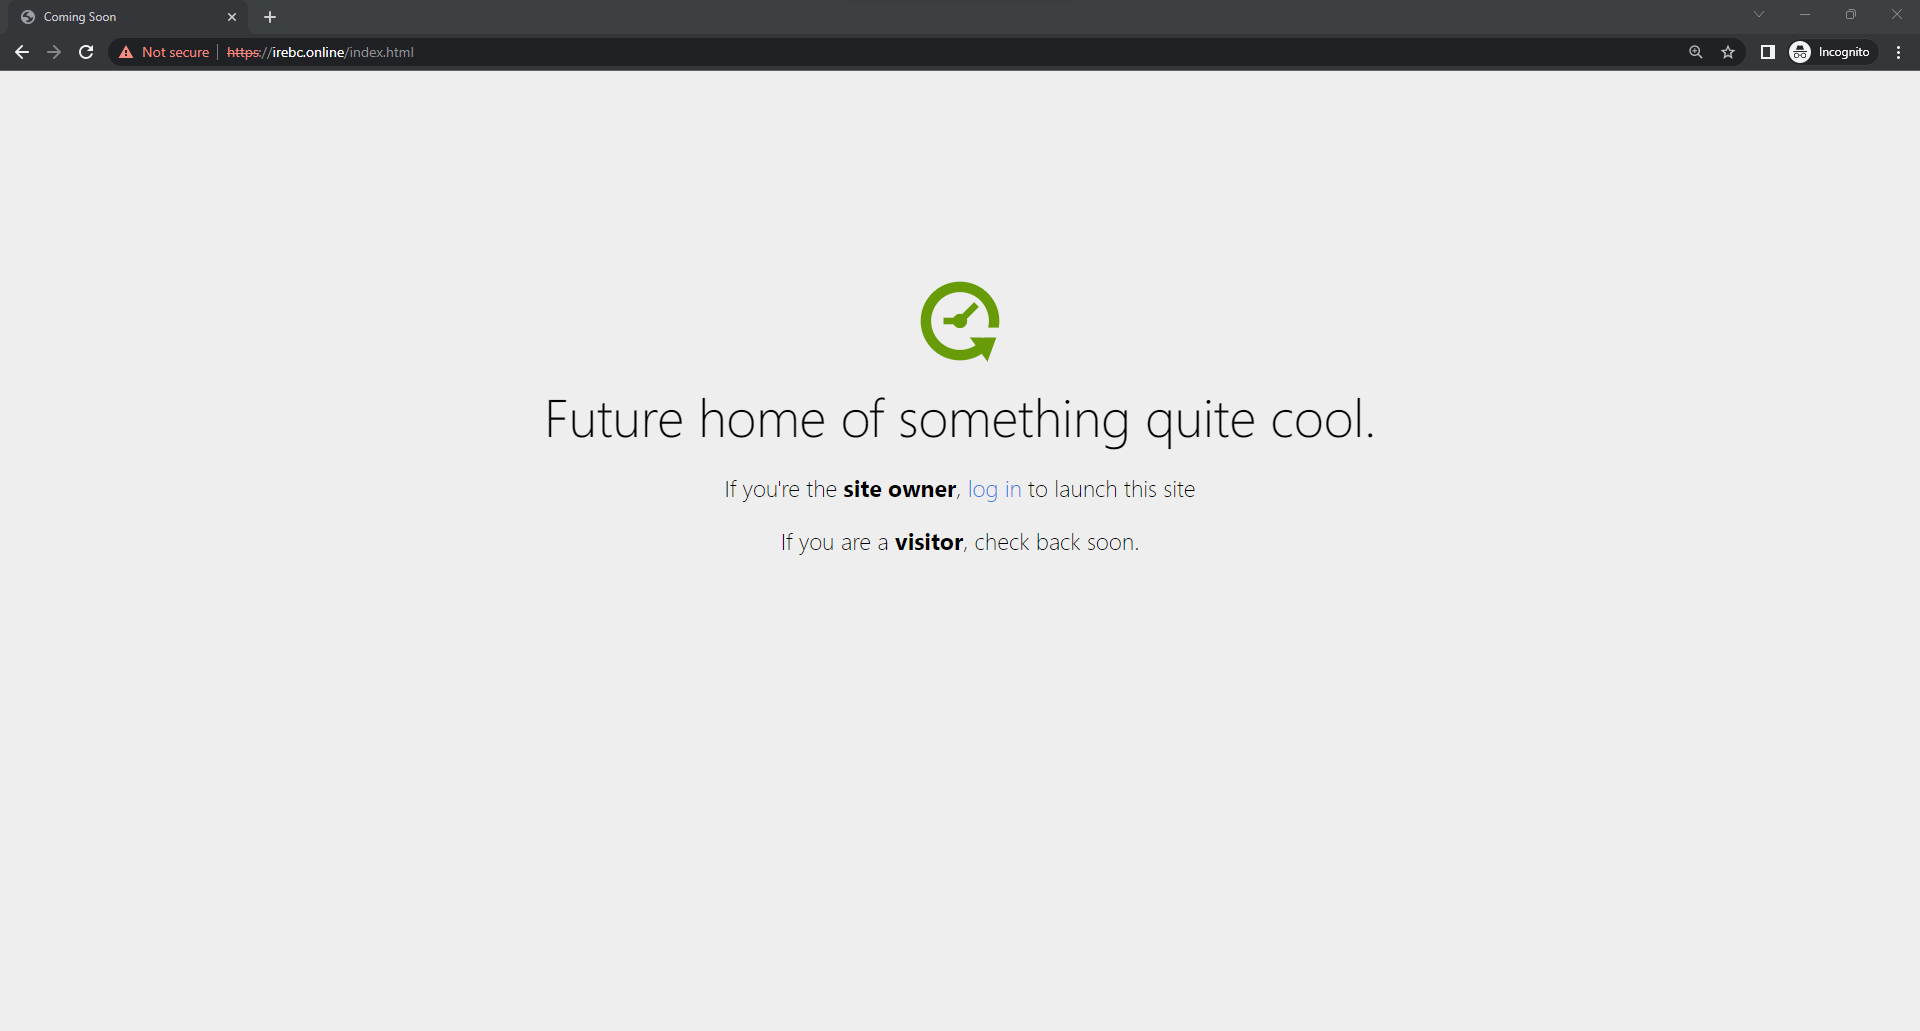 Coming Soon
Not secure https://irebc.online/index.html Incognito
Future home of something quite cool.
If you're the site owner, log in to launch this site
If you are a visitor, check back soon.